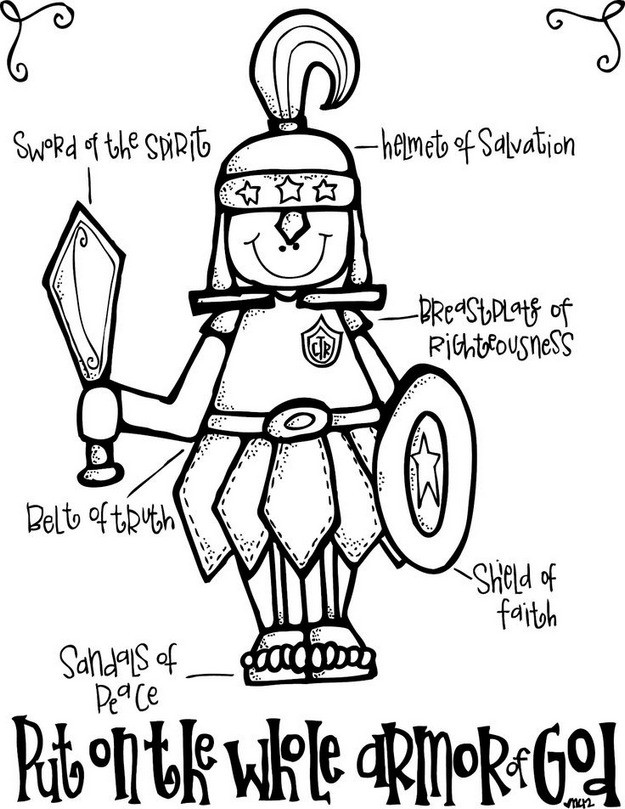 Sword of the Spirit
helmet of Salvation
Breastplate of
Righteousness
CTR
Belt of truth
Shield of
faith
Sandals of
Peace
Put on the whole armor of God